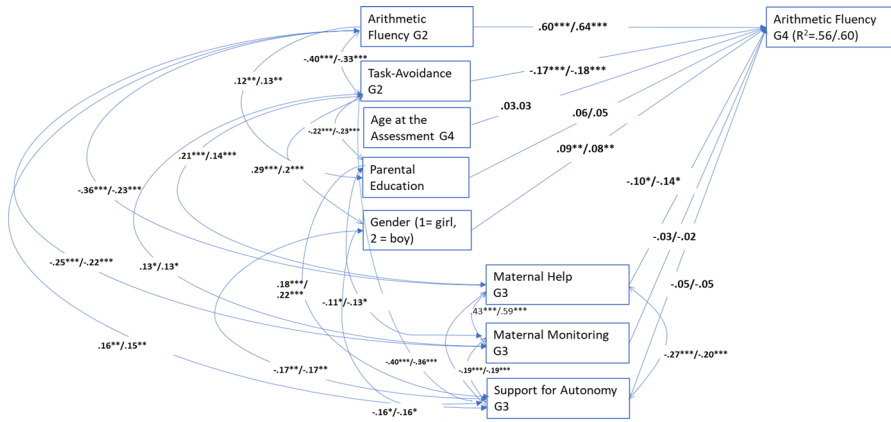 Arithmetic
Fluency G2
.60***/.64***
Arithmetic Fluency
G4 (R²=.56/.60)
-.40***/-.33***
Task-Avoidance
G2
-.17***/-.18***
.12**/.13**
.03.03
Age at the
Assessment G4
.06/.05
-.22***/-.23***
.09**/.08**
.21***/.14***
.29***/.2***
Parental
Education
-.10*/-.14*
-.36***/-.23***
Gender (1= girl,
2 = boy)
-.03/-.02
-.25***/-.22***
.13*/.13*
Maternal Help
G3
.18***/
.22***
-.05/-.05
-.11*/-.13*
.43***/.59***
Maternal Monitoring
G3
.16**/.15**
-.27***/-.20***
-.40***/-.36***
-.17**/-.17**
-.19***/-.19***
Support for Autonomy
G3
-.16*/-.16*